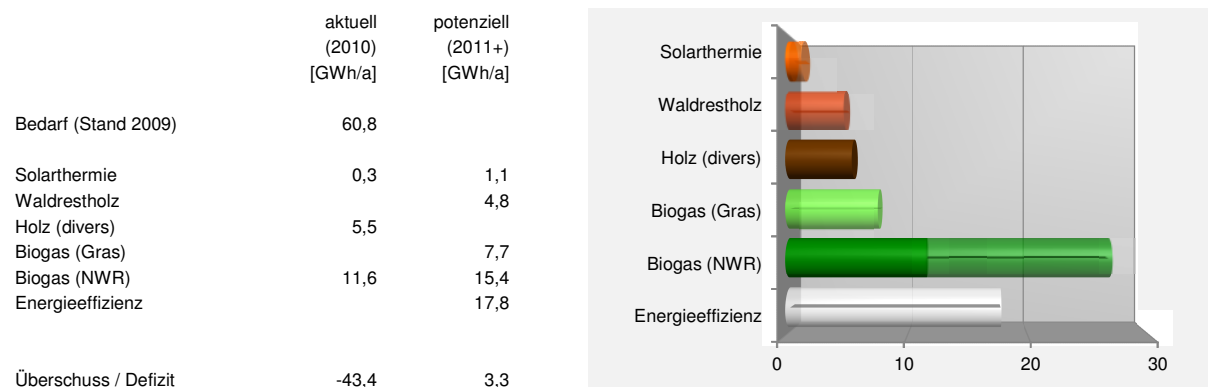 aktuell potenziell
(2010) (2011+)
[GWh/a] [GWh/a]
Bedarf (Stand 2009) 60,8
Solarthermie 0,3 1,1
Waldrestholz 4,8
Holz (divers) 5,5
Biogas (Gras) 7,7
Biogas (NWR) 11,6 15,4
Energieeffizienz 17,8
Überschuss / Defizit -43,4 3,3
Solarthermie
Waldrestholz
Holz (divers)
Biogas (Gras)
Biogas (NWR)
Energieeffizienz
0 10 20 30